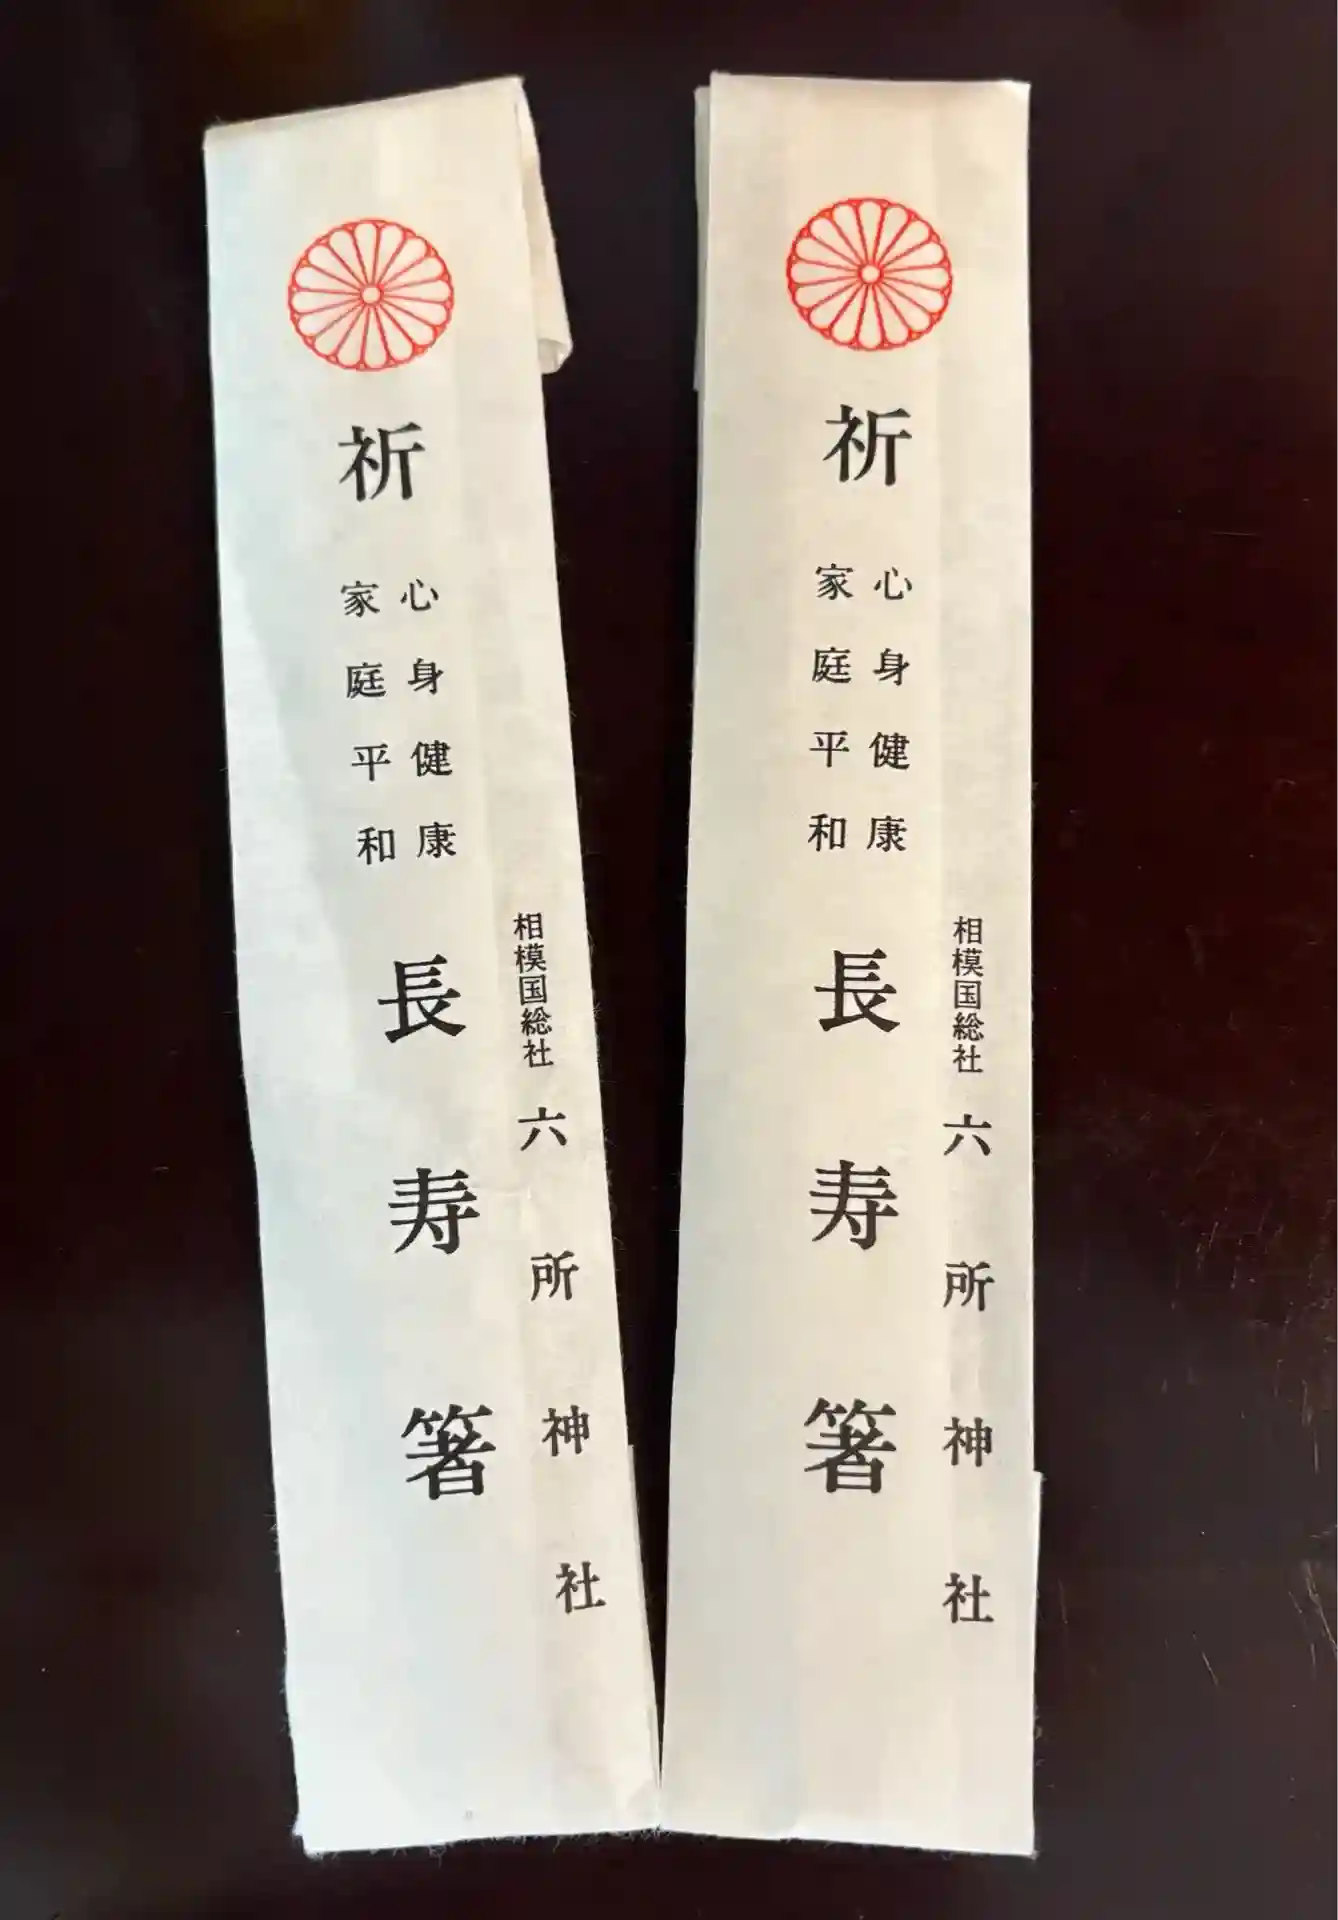 祈
心身健康
家庭平和
長寿箸
相模国総社 六所神社
祈
心身健康
家庭平和
長寿箸
相模国総社 六所神社